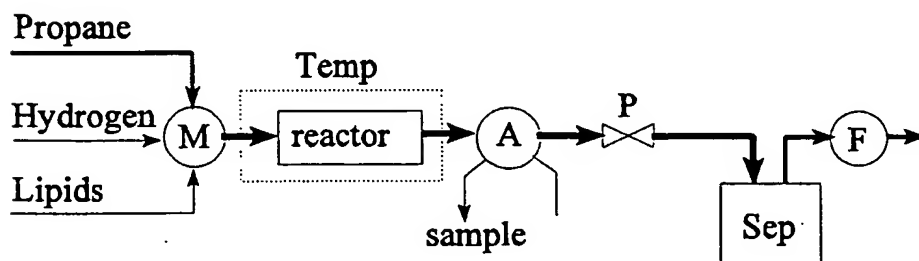 Propane
Temp
Hydrogen
M
reactor
A
P
F
Lipids
sample
Sep